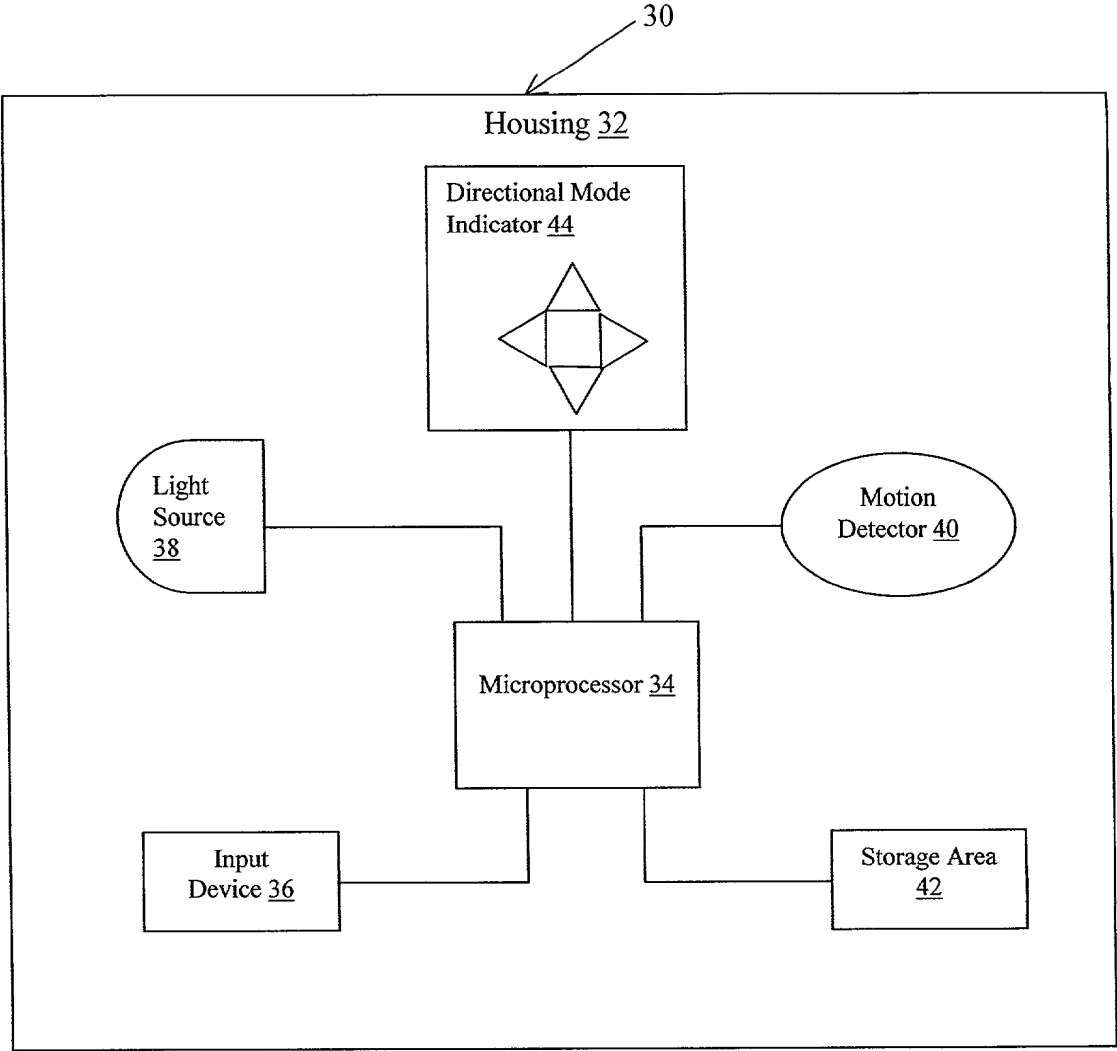 30
Housing 32
Directional Mode
Indicator 44
Light
Source
38
Motion
Detector 40
Microprocessor 34
Input
Device 36
Storage Area
42